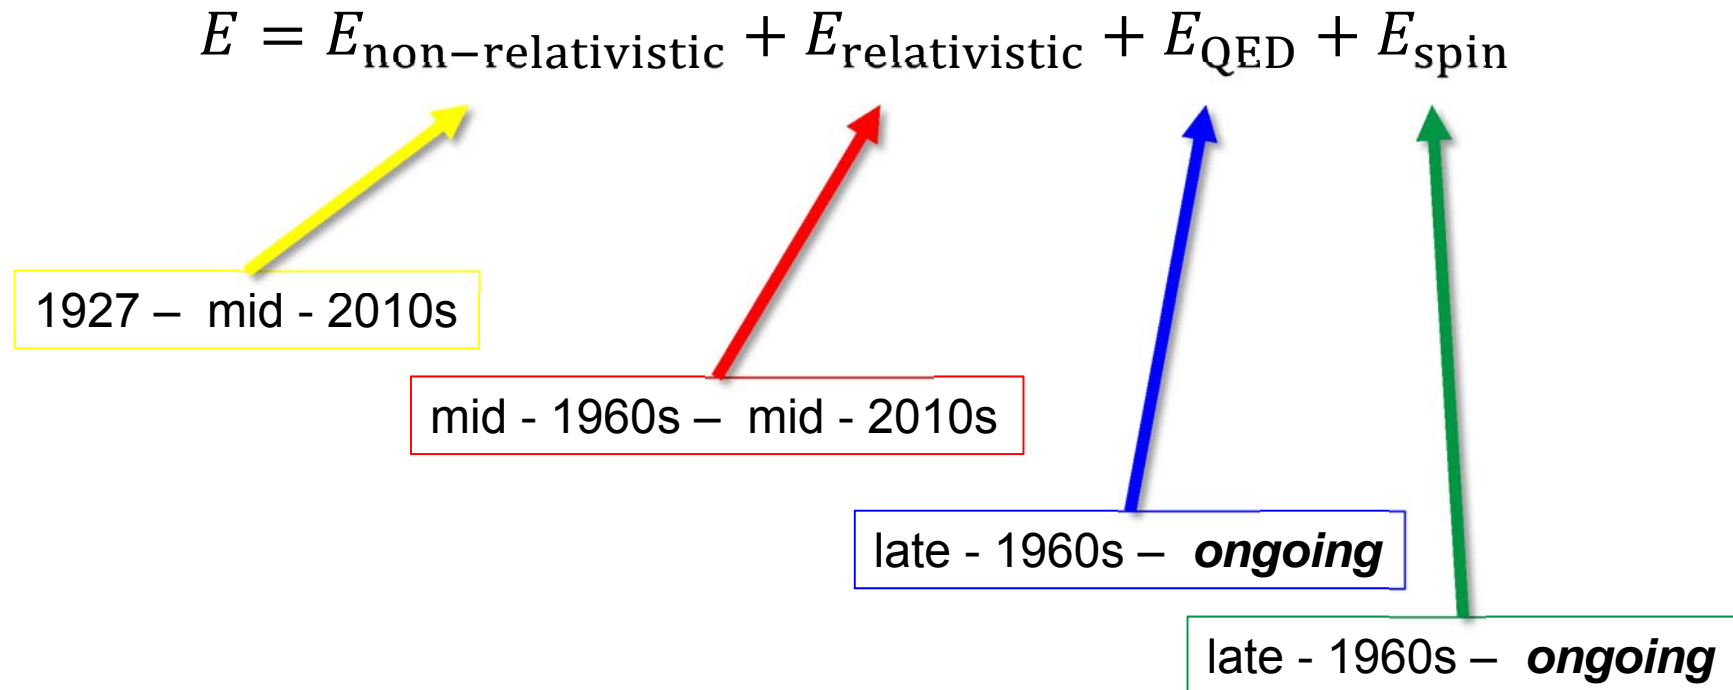 E = E_non−relativistic + E_relativistic + E_QED + E_spin
1927 – mid - 2010s
mid - 1960s – mid - 2010s
late - 1960s – ongoing
late - 1960s – ongoing